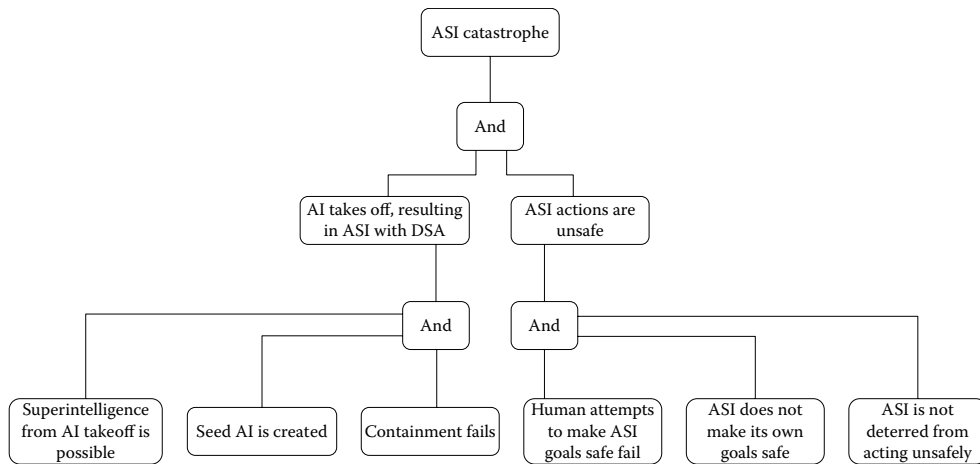 ASI catastrophe
And
AI takes off, resulting
in ASI with DSA
ASI actions are
unsafe
And
And
Superintelligence
from AI takeoff is
possible
Seed AI is created
Containment fails
Human attempts
to make ASI
goals safe fail
ASI does not
make its own
goals safe
ASI is not
deterred from
acting unsafely